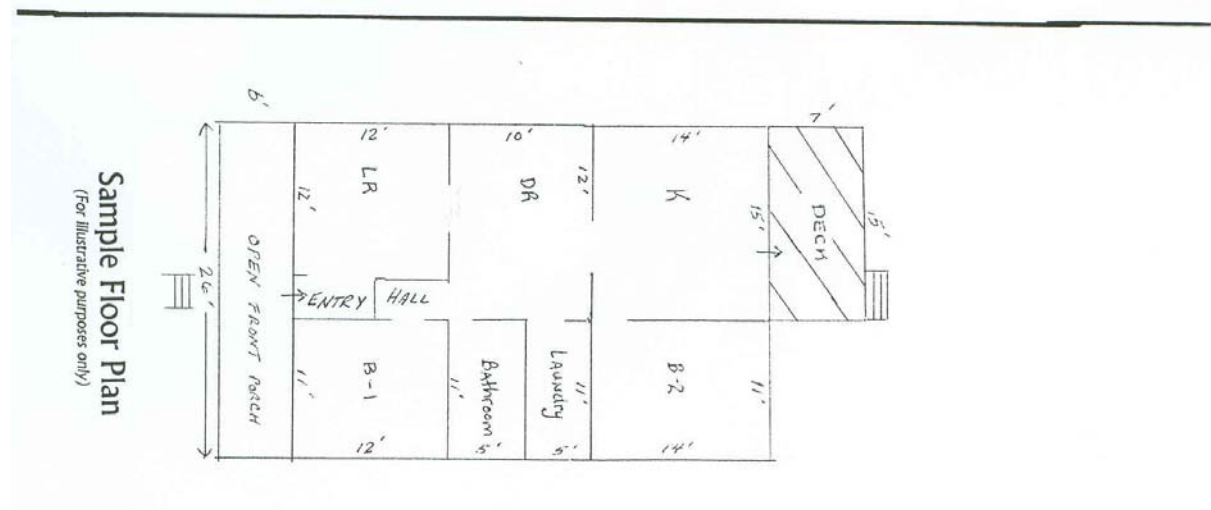 Sample Floor Plan
(For illustrative purposes only)
6'
7'
12'
10'
14'
LR
DR
12'
K
12'
15'
DECK
15'
26'
OPEN FRONT PORCH
ENTRY
HALL
11'
B-1
11'
Bathroom
Laundry
11'
B-2
11'
12'
5'
5'
14'